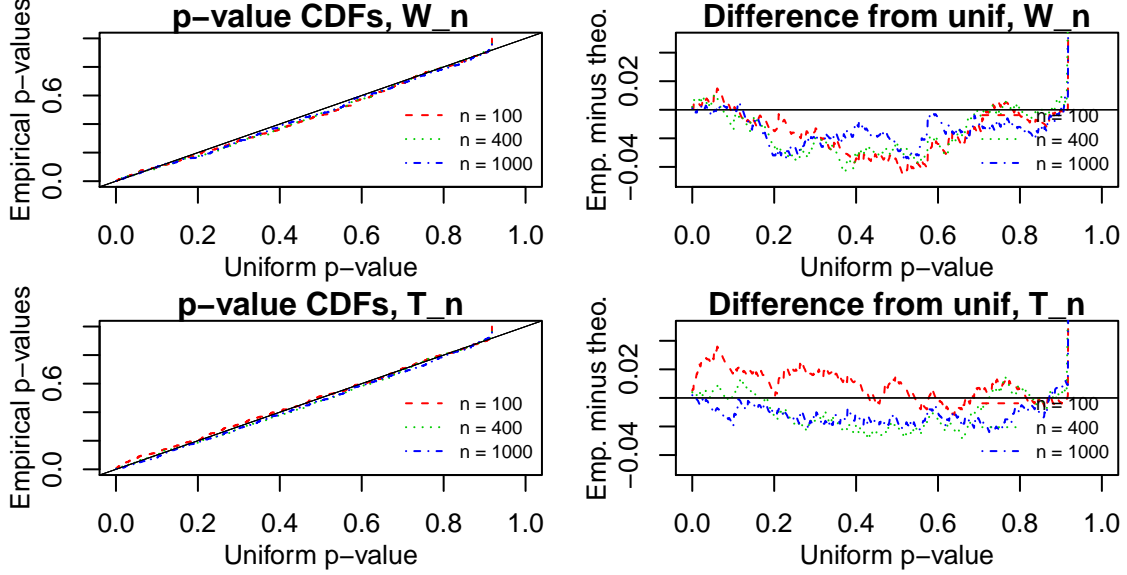 p−value CDFs, W_n
Empirical p−values
0.0
0.6
n = 100
n = 400
n = 1000
0.0 0.2 0.4 0.6 0.8 1.0
Uniform p−value
Difference from unif, W_n
Emp. minus theo.
−0.04
0.02
n = 100
n = 400
n = 1000
0.0 0.2 0.4 0.6 0.8 1.0
Uniform p−value
p−value CDFs, T_n
Empirical p−values
0.0
0.6
n = 100
n = 400
n = 1000
0.0 0.2 0.4 0.6 0.8 1.0
Uniform p−value
Difference from unif, T_n
Emp. minus theo.
−0.04
0.02
n = 100
n = 400
n = 1000
0.0 0.2 0.4 0.6 0.8 1.0
Uniform p−value